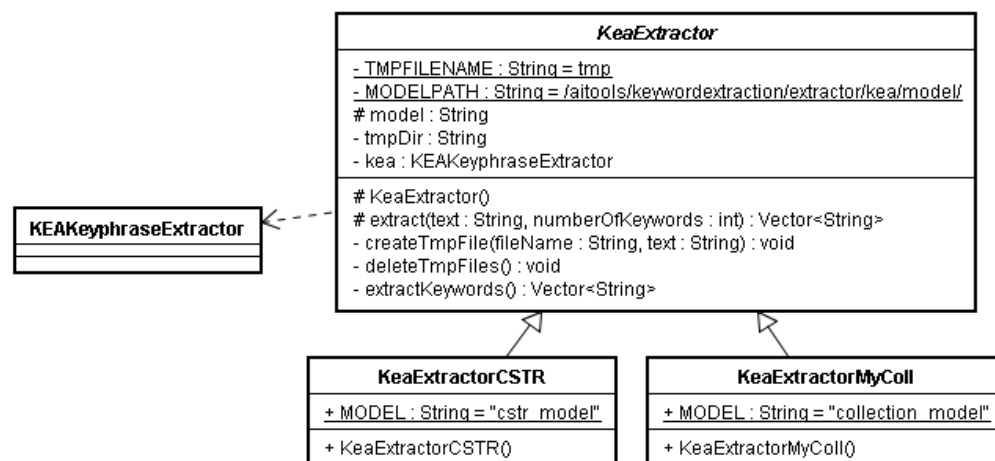 KeaExtractor
- TMPFILENAME : String = tmp
- MODELPATH : String = /aitools/keywordextraction/extractor/kea/model/
# model : String
- tmpDir : String
- kea : KEAKeyphraseExtractor
# KeaExtractor()
# extract(text : String, numberOfKeywords : int) : Vector<String>
- createTmpFile(fileName : String, text : String) : void
- deleteTmpFiles() : void
- extractKeywords() : Vector<String>
KEAKeyphraseExtractor
KeaExtractorCSTR
+ MODEL : String = "cstr_model"
+ KeaExtractorCSTR()
KeaExtractorMyColl
+ MODEL : String = "collection_model"
+ KeaExtractorMyColl()